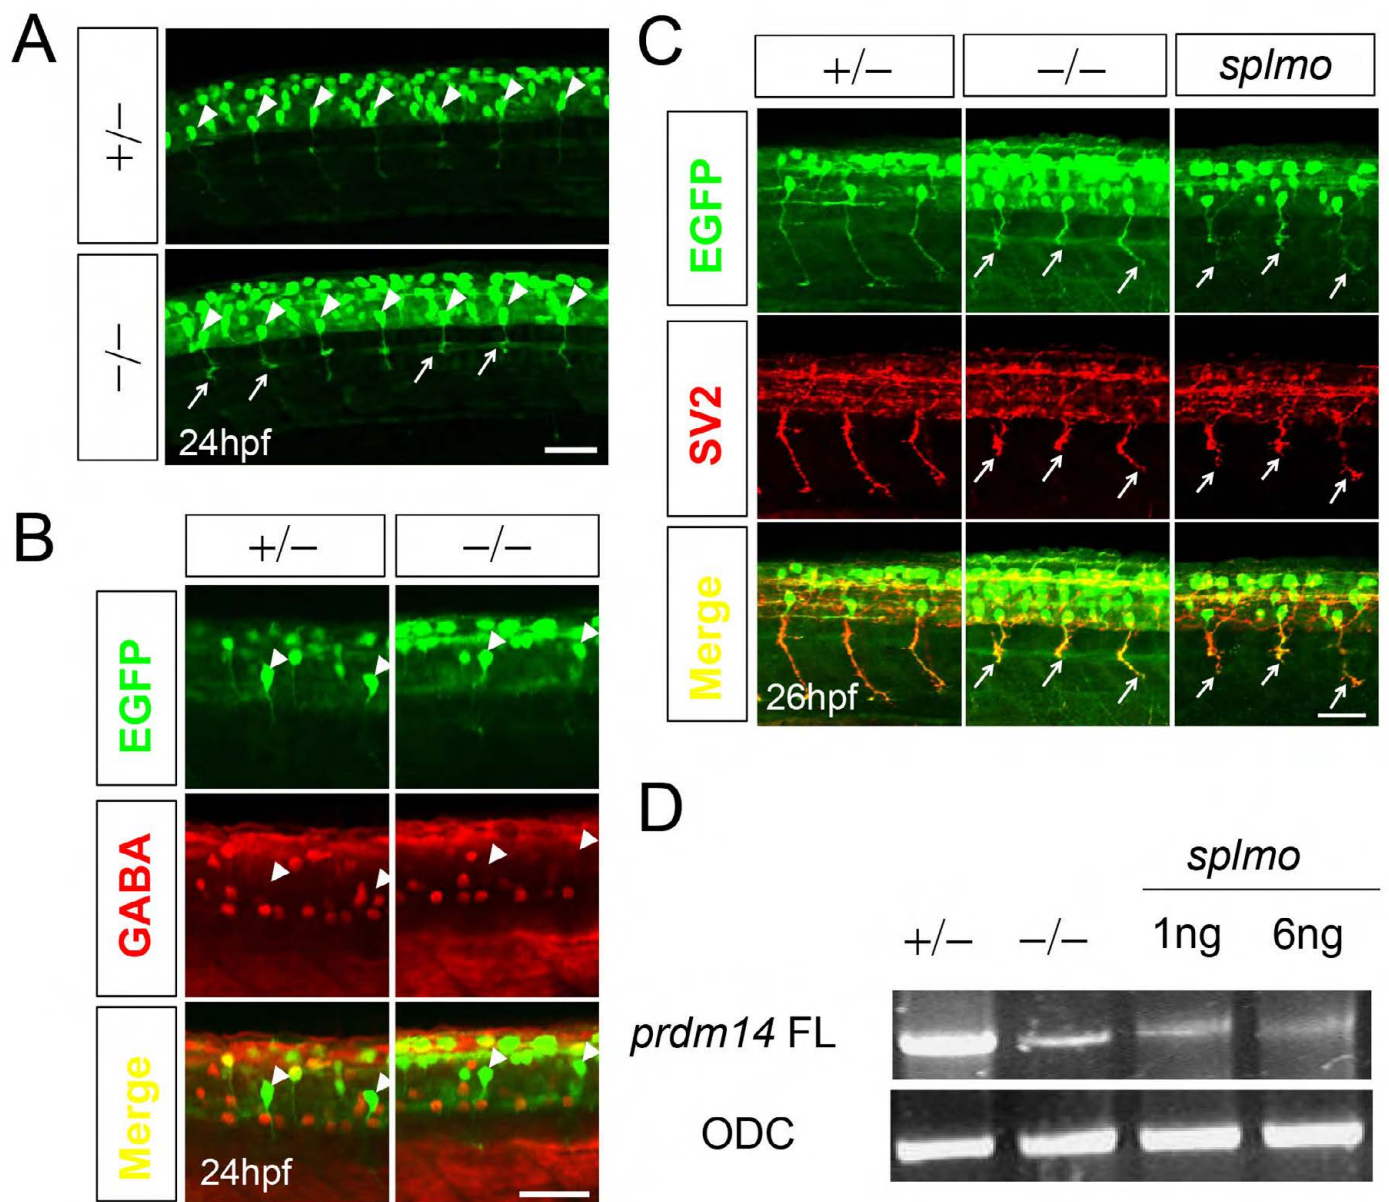 A
+/−
−/−
24hpf
B
+/− −/−
EGFP
GABA
Merge
24hpf
C
+/− −/− splmo
EGFP
SV2
Merge
26hpf
D
splmo
+/− −/− 1ng 6ng
prdm14 FL
ODC